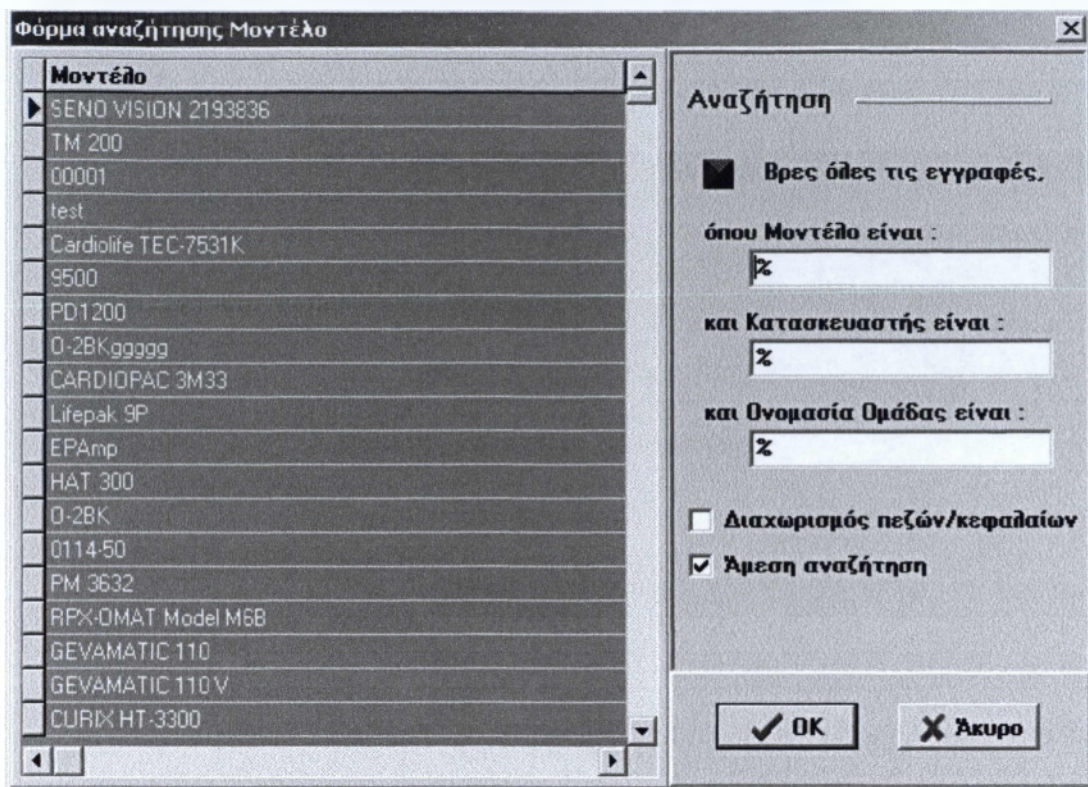 Φόρμα αναζήτησης Μοντέλο
Μοντέλο
SENO VISION 2193836
TM 200
00001
test
Cardiolife TEC-7531K
9500
PD1200
O-2BKggggg
CARDIOPAC 3M33
Lifepak 9P
EPAmp
HAT 300
O-2BK
0114-50
PM 3632
RPX-OMAT Model M6B
GEVAMATIC 110
GEVAMATIC 110 V
CURIX HT-3300
Αναζήτηση
Βρες όλες τις εγγραφές,
όπου Μοντέλο είναι :
%
και Κατασκευαστής είναι :
%
και Ονομασία Ομάδας είναι :
%
Διαχωρισμός πεζών/κεφαλαίων
Άμεση αναζήτηση
OK
Άκυρο